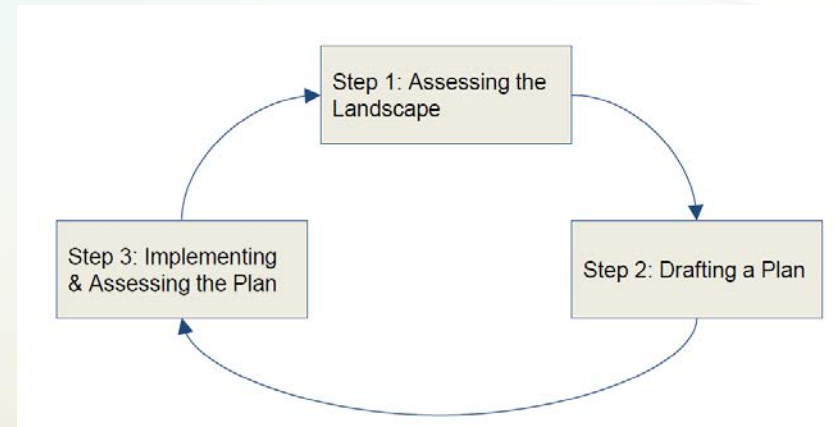 Step 1: Assessing the
Landscape
Step 2: Drafting a Plan
Step 3: Implementing
& Assessing the Plan